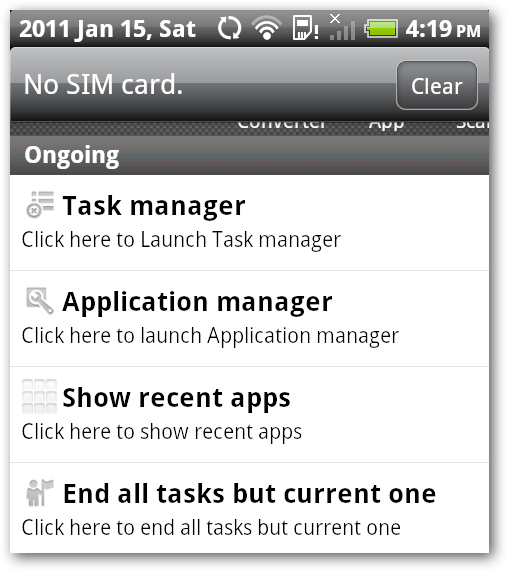 2011 Jan 15, Sat 4:19 PM
No SIM card. Clear
Converter App
Ongoing
Task manager
Click here to Launch Task manager
Application manager
Click here to launch Application manager
Show recent apps
Click here to show recent apps
End all tasks but current one
Click here to end all tasks but current one